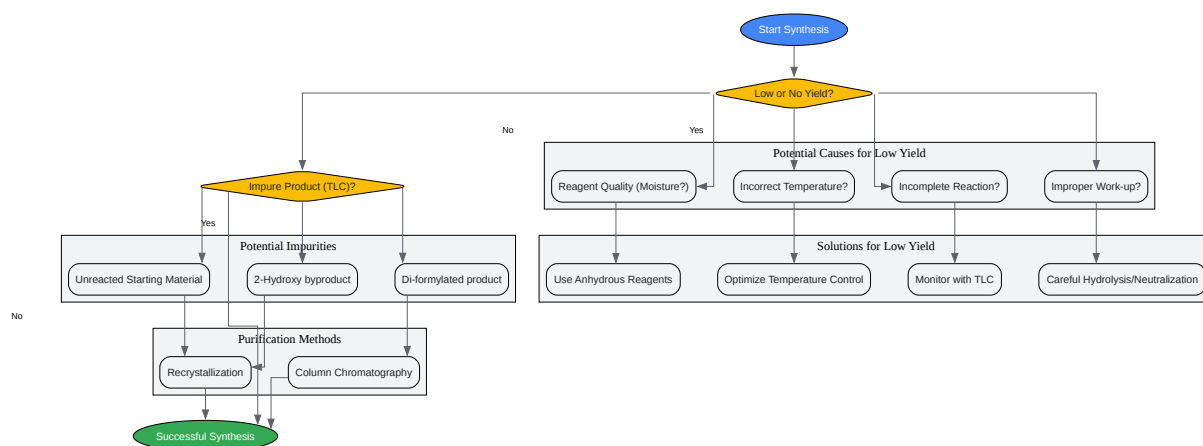 Start Synthesis
Low or No Yield?
No
Yes
Potential Causes for Low Yield
Reagent Quality (Moisture?)
Incorrect Temperature?
Incomplete Reaction?
Improper Work-up?
Impure Product (TLC)?
Yes
Potential Impurities
Unreacted Starting Material
2-Hydroxy byproduct
Di-formylated product
Solutions for Low Yield
Use Anhydrous Reagents
Optimize Temperature Control
Monitor with TLC
Careful Hydrolysis/Neutralization
No
Purification Methods
Recrystallization
Column Chromatography
Successful Synthesis